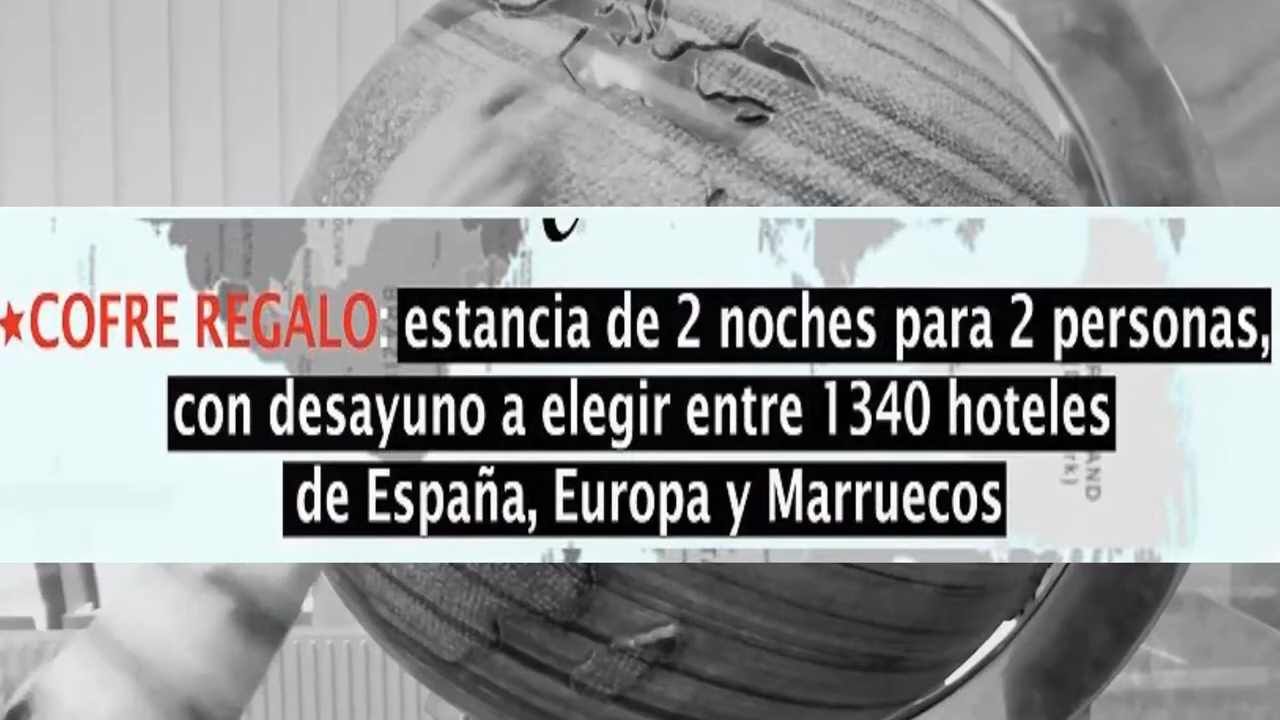 ★COFRE REGALO: estancia de 2 noches para 2 personas,
con desayuno a elegir entre 1340 hoteles
de España, Europa y Marruecos